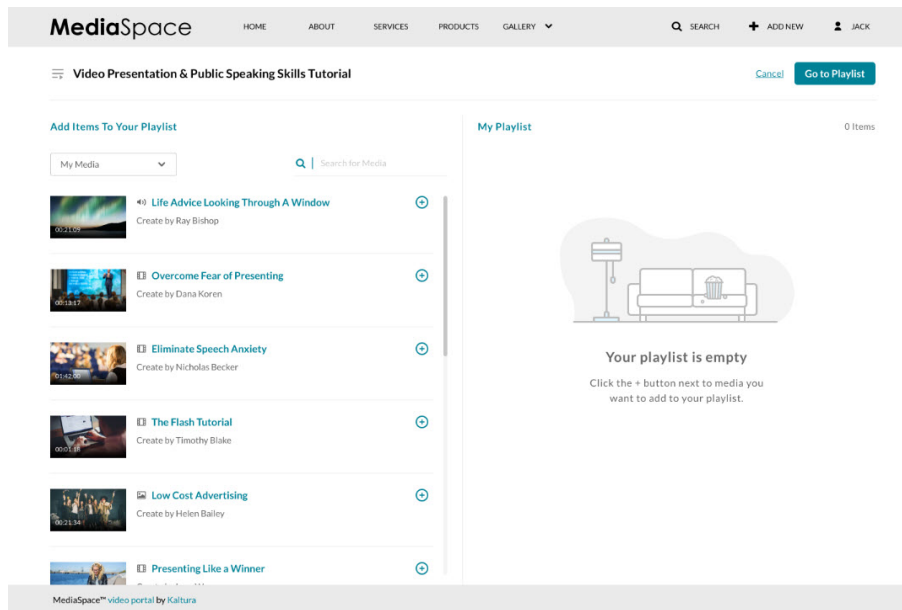 MediaSpace HOME ABOUT SERVICES PRODUCTS GALLERY SEARCH ADD NEW JACK
Video Presentation & Public Speaking Skills Tutorial Cancel Go to Playlist
Add Items To Your Playlist
My Media Search for Media
00:21:09
Life Advice Looking Through A Window
Create by Ray Bishop
00:13:17
Overcome Fear of Presenting
Create by Dana Koren
01:42:00
Eliminate Speech Anxiety
Create by Nicholas Becker
00:01:18
The Flash Tutorial
Create by Timothy Blake
00:21:34
Low Cost Advertising
Create by Helen Bailey
Presenting Like a Winner
My Playlist 0 Items
Your playlist is empty
Click the + button next to media you
want to add to your playlist.
MediaSpace™ video portal by Kaltura